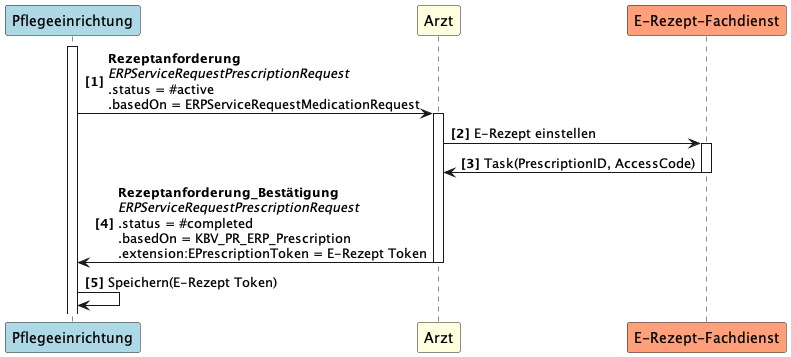 Pflegeeinrichtung
Arzt
E-Rezept-Fachdienst
Rezeptanforderung
ERPServiceRequestPrescriptionRequest
[1]
.status = #active
.basedOn = ERPServiceRequestMedicationRequest
[2] E-Rezept einstellen
[3] Task(PrescriptionID, AccessCode)
Rezeptanforderung_Bestätigung
ERPServiceRequestPrescriptionRequest
[4] .status = #completed
.basedOn = KBV_PR_ERP_Prescription
.extension:EPrescriptionToken = E-Rezept Token
[5] Speichern(E-Rezept Token)
Pflegeeinrichtung
Arzt
E-Rezept-Fachdienst